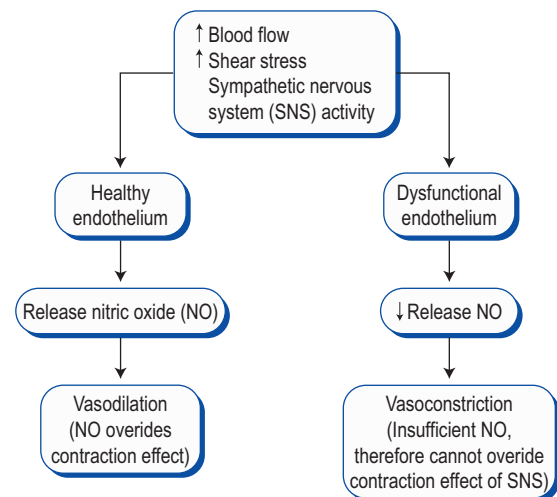 ↑ Blood flow
↑ Shear stress
Sympathetic nervous
system (SNS) activity
Healthy
endothelium
Dysfunctional
endothelium
Release nitric oxide (NO)
↓ Release NO
Vasodilation
(NO overides
contraction effect)
Vasoconstriction
(Insufficient NO,
therefore cannot overide
contraction effect of SNS)